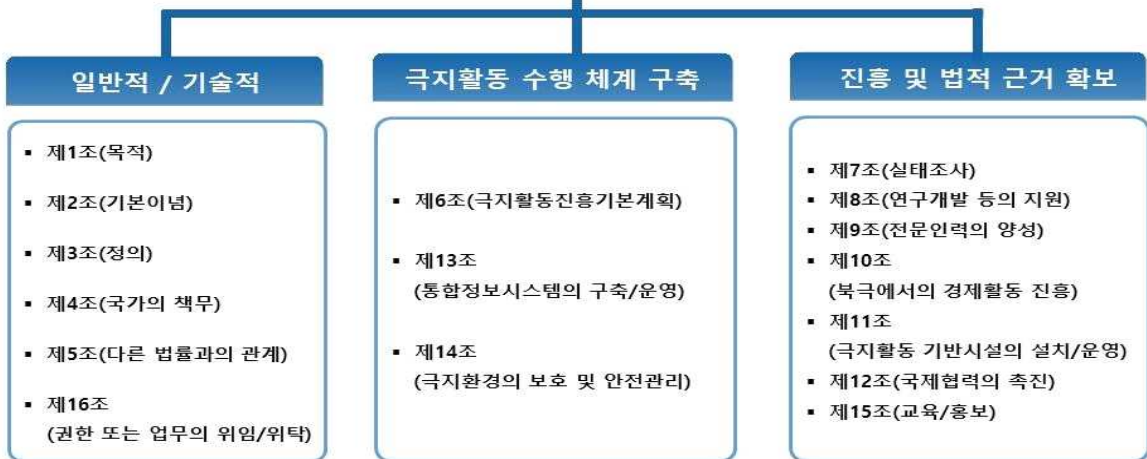 일반적 / 기술적
▪ 제1조(목적)
▪ 제2조(기본이념)
▪ 제3조(정의)
▪ 제4조(국가의 책무)
▪ 제5조(다른 법률과의 관계)
▪ 제16조
(권한 또는 업무의 위임/위탁)
극지활동 수행 체계 구축
▪ 제6조(극지활동진흥기본계획)
▪ 제13조
(통합정보시스템의 구축/운영)
▪ 제14조
(극지환경의 보호 및 안전관리)
진흥 및 법적 근거 확보
▪ 제7조(실태조사)
▪ 제8조(연구개발 등의 지원)
▪ 제9조(전문인력의 양성)
▪ 제10조
(북극에서의 경제활동 진흥)
▪ 제11조
(극지활동 기반시설의 설치/운영)
▪ 제12조(국제협력의 촉진)
▪ 제15조(교육/홍보)